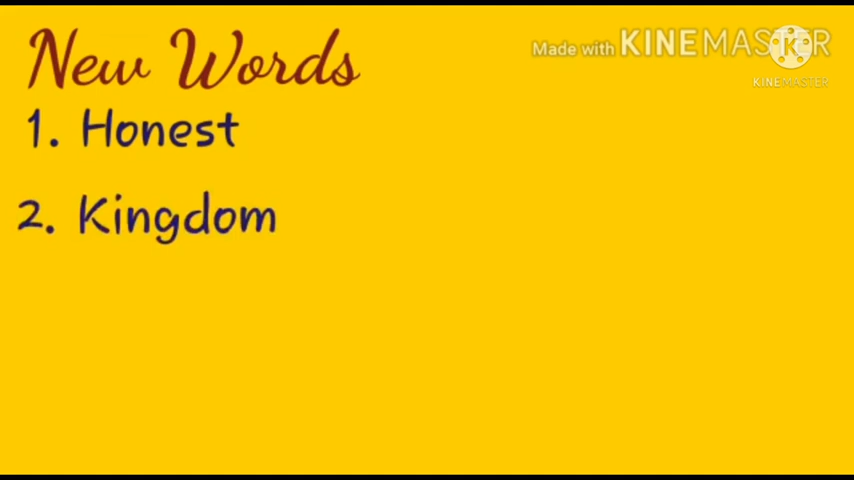 New Words
Made with KINEMASTER
K
KINEMASTER
1. Honest
2. Kingdom